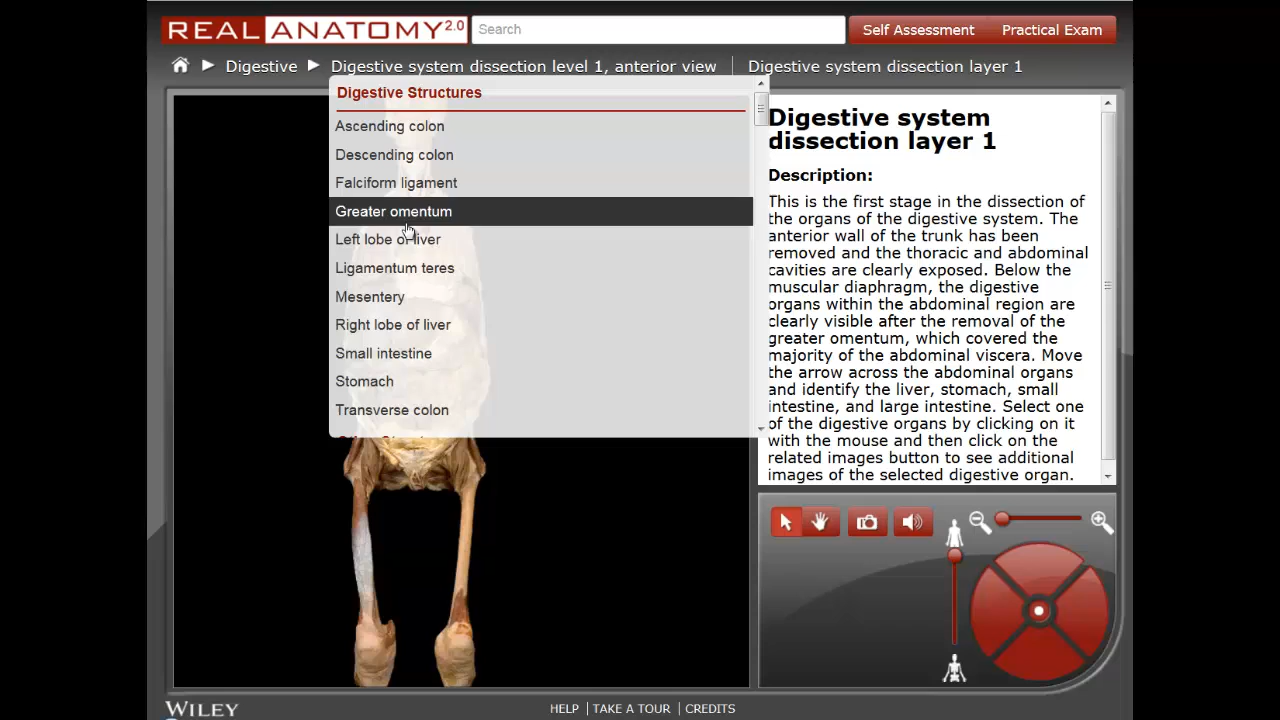 REAL ANATOMY 2.0
Search
Self Assessment
Practical Exam
Digestive
Digestive system dissection level 1, anterior view
Digestive system dissection layer 1
Digestive Structures
Ascending colon
Descending colon
Falciform ligament
Greater omentum
Left lobe of liver
Ligamentum teres
Mesentery
Right lobe of liver
Small intestine
Stomach
Transverse colon
Digestive system
dissection layer 1
Description:
This is the first stage in the dissection of
the organs of the digestive system. The
anterior wall of the trunk has been
removed and the thoracic and abdominal
cavities are clearly exposed. Below the
muscular diaphragm, the digestive
organs within the abdominal region are
clearly visible after the removal of the
greater omentum, which covered the
majority of the abdominal viscera. Move
the arrow across the abdominal organs
and identify the liver, stomach, small
intestine, and large intestine. Select one
of the digestive organs by clicking on it
with the mouse and then click on the
related images button to see additional
images of the selected digestive organ.
WILEY
HELP | TAKE A TOUR | CREDITS